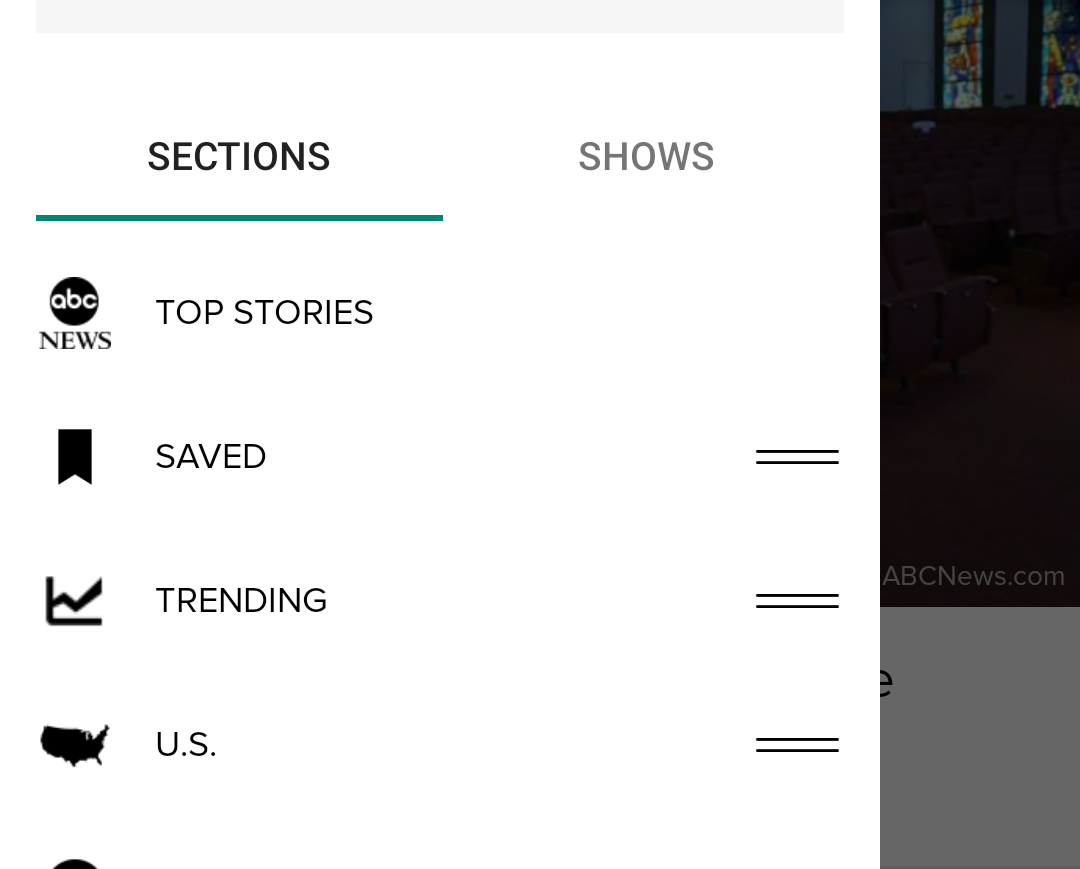 SECTIONS
SHOWS
abc
NEWS
TOP STORIES
SAVED
TRENDING
U.S.
ABCNews.com
e